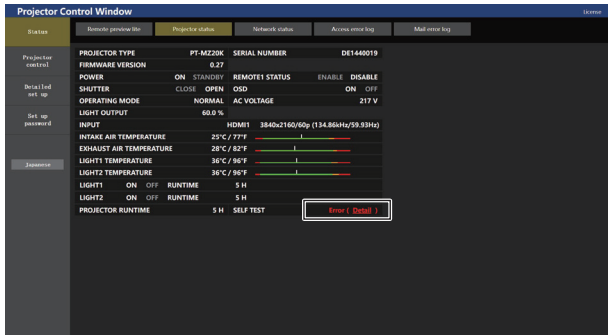 Projector Control Window
License
Status
Remote preview lite
Projector status
Network status
Access error log
Mail error log
Projector
control
Detailed
set up
Set up
password
Japanese
PROJECTOR TYPE PT-MZ20K SERIAL NUMBER DE1440019
FIRMWARE VERSION 0.27
POWER ON STANDBY REMOTE1 STATUS ENABLE DISABLE
SHUTTER CLOSE OPEN OSD ON OFF
OPERATING MODE NORMAL AC VOLTAGE 217 V
LIGHT OUTPUT 60.0 %
INPUT HDMI1 3840x2160/60p (134.86kHz/59.93Hz)
INTAKE AIR TEMPERATURE 25°C / 77°F
EXHAUST AIR TEMPERATURE 28°C / 82°F
LIGHT1 TEMPERATURE 36°C / 96°F
LIGHT2 TEMPERATURE 36°C / 96°F
LIGHT1 ON OFF RUNTIME 5 H
LIGHT2 ON OFF RUNTIME 5 H
PROJECTOR RUNTIME 5 H SELF TEST Error ( Detail )